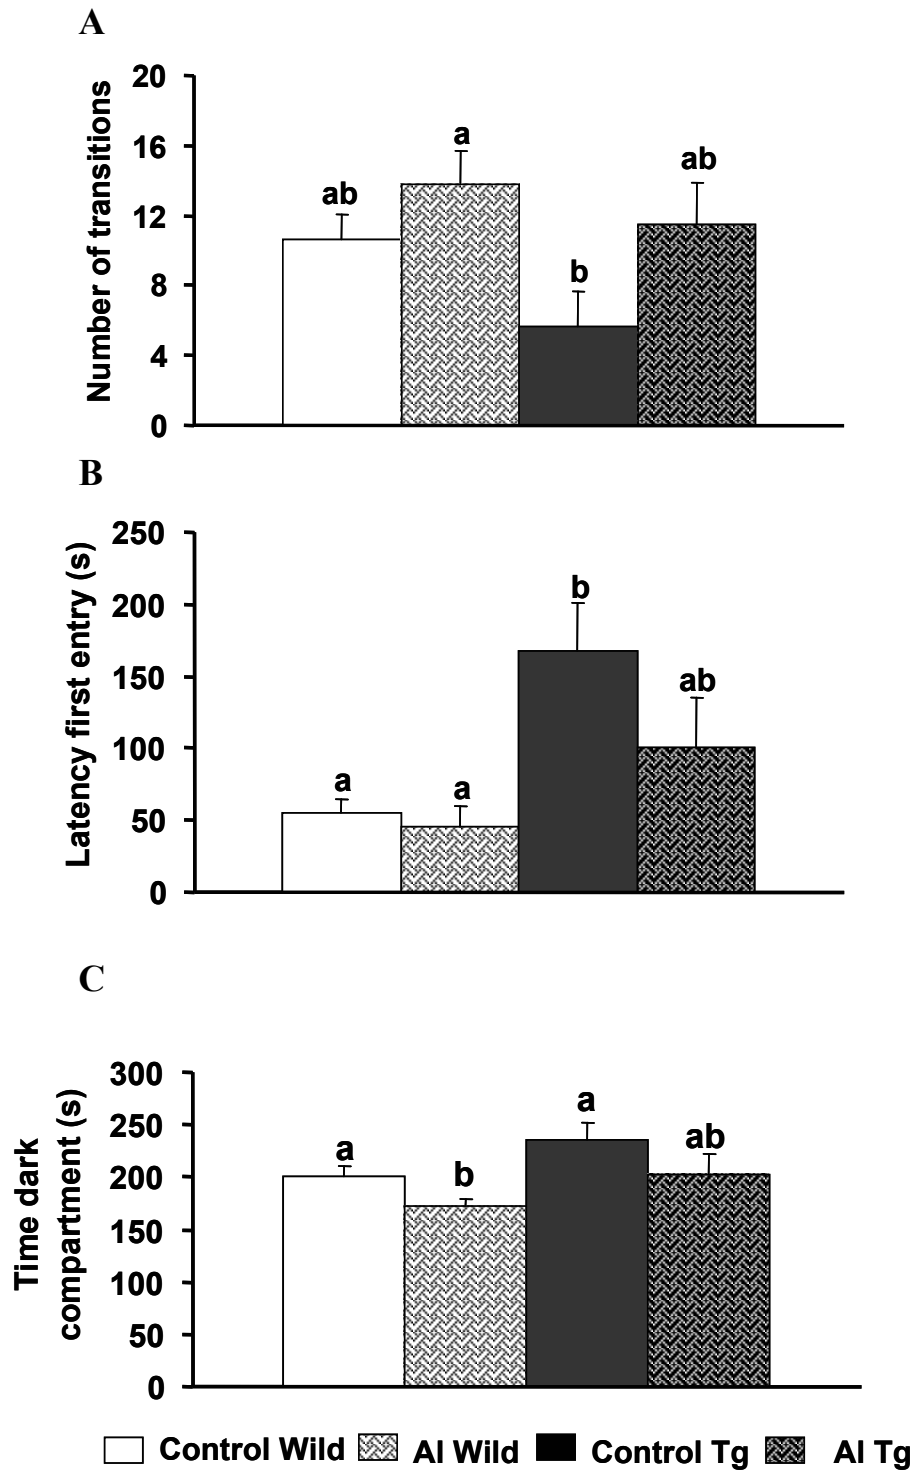 A
Number of transitions
20
16
12
8
4
0
ab
a
b
ab
B
Latency first entry (s)
250
200
150
100
50
0
a
a
b
ab
C
Time dark
compartment (s)
300
250
200
150
100
50
0
a
b
a
ab
Control Wild Al Wild Control Tg Al Tg